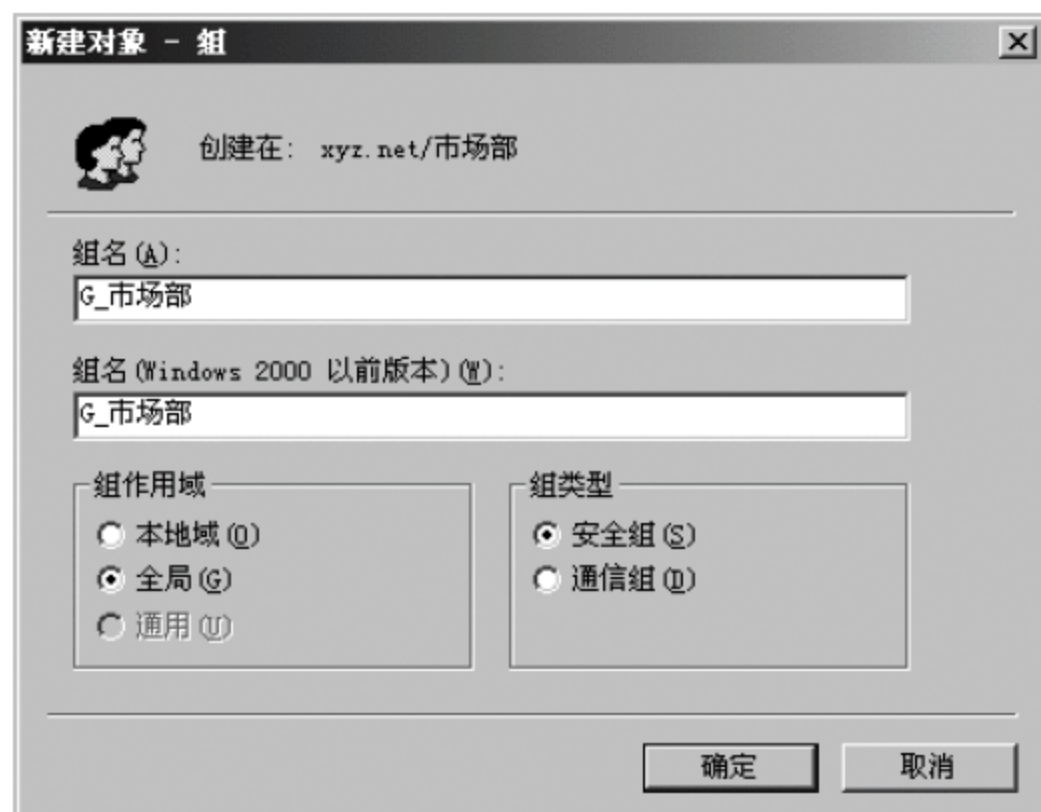 新建对象 - 组
创建在: xyz.net/市场部
组名(A):
G_市场部
组名(Windows 2000 以前版本)(W):
G_市场部
组作用域
本地域(O)
全局(G)
通用(U)
组类型
安全组(S)
通信组(D)
确定
取消